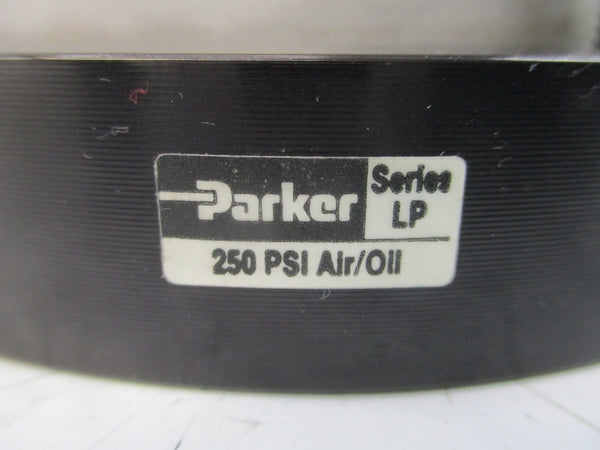 Parker
Series
LP
250 PSI Air/Oil